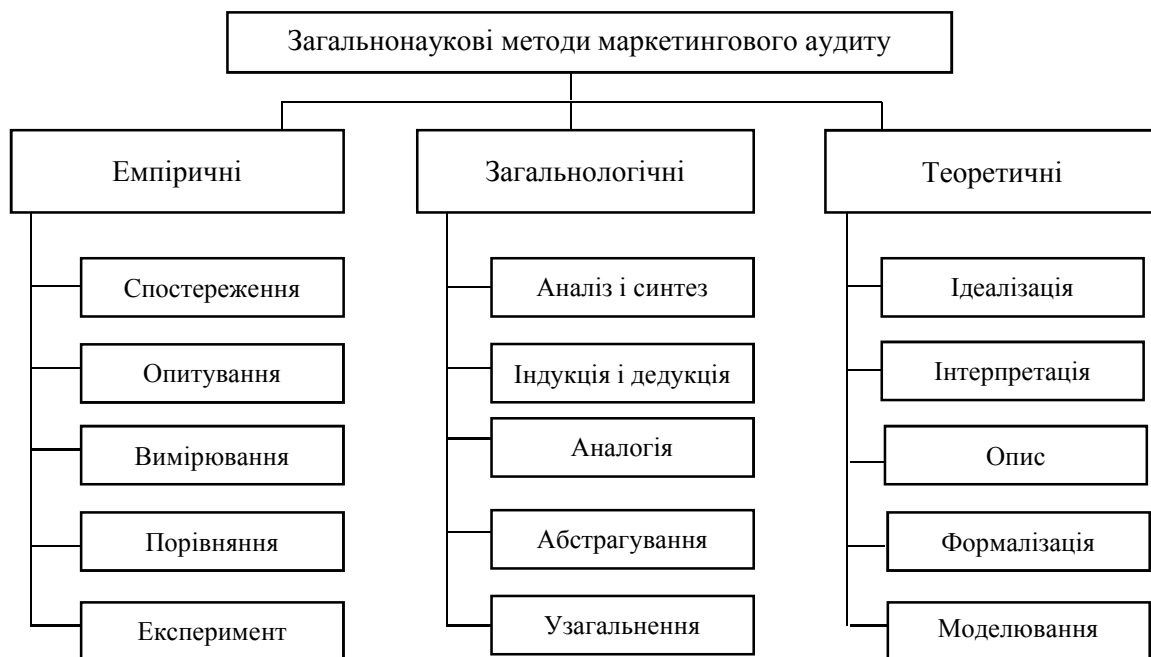 Загальнонаукові методи маркетингового аудиту
Емпіричні
Спостереження
Опитування
Вимірювання
Порівняння
Експеримент
Загальнологічні
Аналіз і синтез
Індукція і дедукція
Аналогія
Абстрагування
Узагальнення
Теоретичні
Ідеалізація
Інтерпретація
Опис
Формалізація
Моделювання